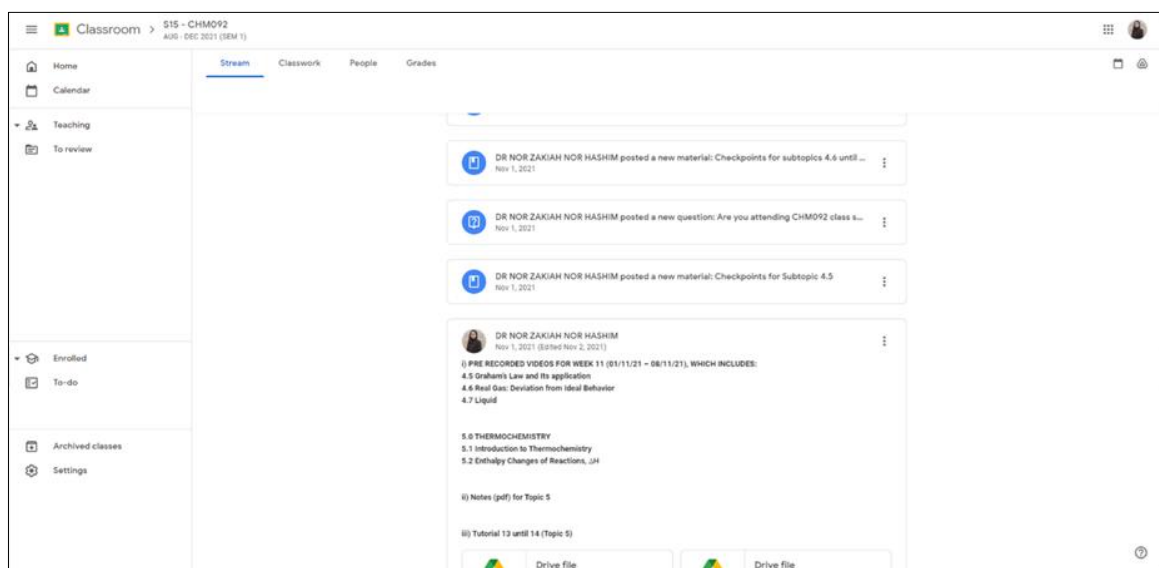 Classroom > S15 - CHM092
AUG - DEC 2021 (SEM 1)
Home
Calendar
Teaching
To review
Enrolled
To-do
Archived classes
Settings
Stream Classwork People Grades
DR NOR ZAKIAH NOR HASHIM posted a new material: Checkpoints for subtopics 4.6 until ...
Nov 1, 2021
DR NOR ZAKIAH NOR HASHIM posted a new question: Are you attending CHM092 class s...
Nov 1, 2021
DR NOR ZAKIAH NOR HASHIM posted a new material: Checkpoints for Subtopic 4.5
Nov 1, 2021
DR NOR ZAKIAH NOR HASHIM
Nov 1, 2021 (Edited Nov 2, 2021)
i) PRE RECORDED VIDEOS FOR WEEK 11 (01/11/21 – 08/11/21), WHICH INCLUDES:
4.5 Graham's Law and Its application
4.6 Real Gas: Deviation from Ideal Behavior
4.7 Liquid
5.0 THERMOCHEMISTRY
5.1 Introduction to Thermochemistry
5.2 Enthalpy Changes of Reactions, ΔH
ii) Notes (pdf) for Topic 5
iii) Tutorial 13 until 14 (Topic 5)
Drive file
Drive file